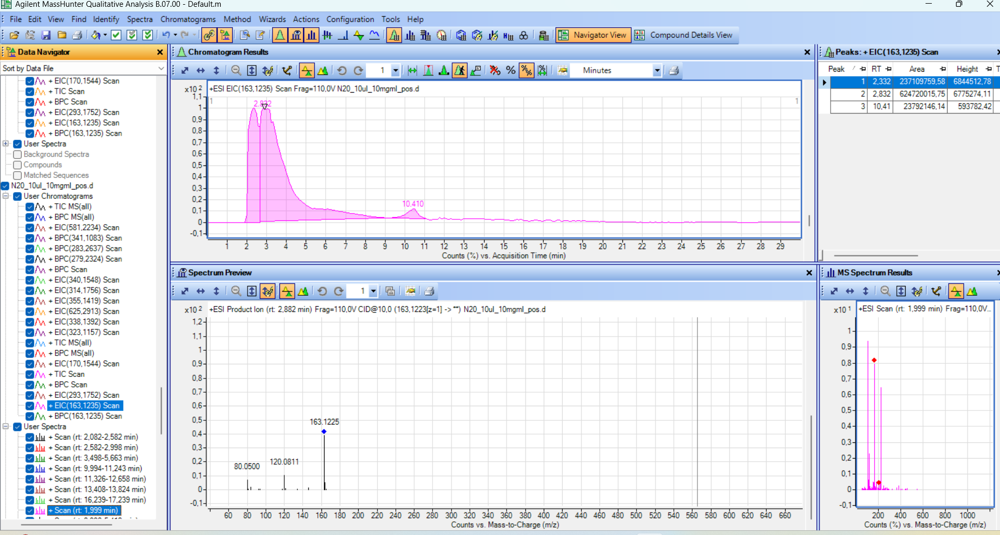 Agilent MassHunter Qualitative Analysis B.07.00 - Default.m
File Edit View Find Identify Spectra Chromatograms Method Wizards Actions Configuration Tools Help
Navigator View Compound Details View
Data Navigator
Sort by Data File
+ EIC(170,1544) Scan
+ TIC Scan
+ BPC Scan
+ EIC(293,1752) Scan
+ EIC(163,1235) Scan
+ BPC(163,1235) Scan
User Spectra
Background Spectra
Compounds
Matched Sequences
N20_10ul_10mgml_pos.d
User Chromatograms
+ TIC MS(all)
+ BPC MS(all)
+ EIC(581,2234) Scan
+ BPC(341,1083) Scan
+ BPC(283,2637) Scan
+ BPC(279,2324) Scan
+ BPC Scan
+ EIC(340,1548) Scan
+ EIC(314,1756) Scan
+ EIC(355,1419) Scan
+ EIC(625,2913) Scan
+ EIC(338,1392) Scan
+ EIC(323,1157) Scan
+ TIC MS(all)
+ BPC MS(all)
+ EIC(170,1544) Scan
+ TIC Scan
+ BPC Scan
+ EIC(293,1752) Scan
+ EIC(163,1235) Scan
+ BPC(163,1235) Scan
User Spectra
+ Scan (rt: 2,082-2,582 min)
+ Scan (rt: 2,582-2,998 min)
+ Scan (rt: 3,498-5,663 min)
+ Scan (rt: 9,994-11,243 min)
+ Scan (rt: 11,326-12,658 min)
+ Scan (rt: 13,408-13,824 min)
+ Scan (rt: 16,239-17,239 min)
+ Scan (rt: 1,999 min)
Chromatogram Results
1 Minutes
x10 2 +ESI EIC(163,1235) Scan Frag=110,0V N20_10ul_10mgml_pos.d
1,1
1
0,9
0,8
0,7
0,6
0,5
0,4
0,3
0,2
0,1
0
-0,1
1 1
10.410
1 2 3 4 5 6 7 8 9 10 11 12 13 14 15 16 17 18 19 20 21 22 23 24 25 26 27 28 29
Counts (%) vs. Acquisition Time (min)
Peaks: + EIC(163,1235) Scan
Peak RT Area Height
1 2,332 237109759,58 6844512,78
2 2,832 624720015,75 6775274,11
3 10,41 23792146,14 593782,42
Spectrum Preview
1
x10 2 +ESI Product Ion (rt: 2,882 min) Frag=110,0V CID@10,0 (163,1223[z=1] -> **) N20_10ul_10mgml_pos.d
1,2
1,1
1
0,9
0,8
0,7
0,6
0,5
0,4
0,3
0,2
0,1
0
-0,1
163.1225
120.0811
80.0500
60 80 100 120 140 160 180 200 220 240 260 280 300 320 340 360 380 400 420 440 460 480 500 520 540 560 580 600 620 640 660
Counts vs. Mass-to-Charge (m/z)
MS Spectrum Results
x10 1 +ESI Scan (rt: 1,999 min) Frag=110,0V...
1
0,9
0,8
0,7
0,6
0,5
0,4
0,3
0,2
0,1
0
-0,1
200 400 600 800 1000
Counts (%) vs. Mass-to-Charge (m/z)